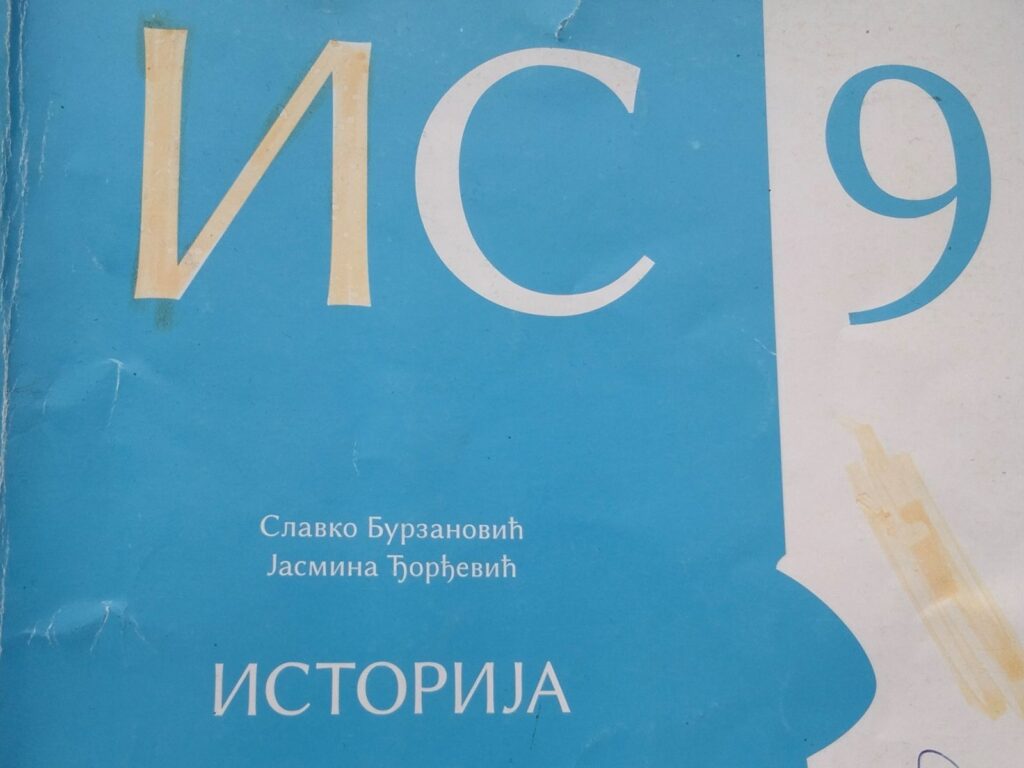 ИС 9
Славко Бурзановић
Јасмина Ђорђевић
ИСТОРИЈА